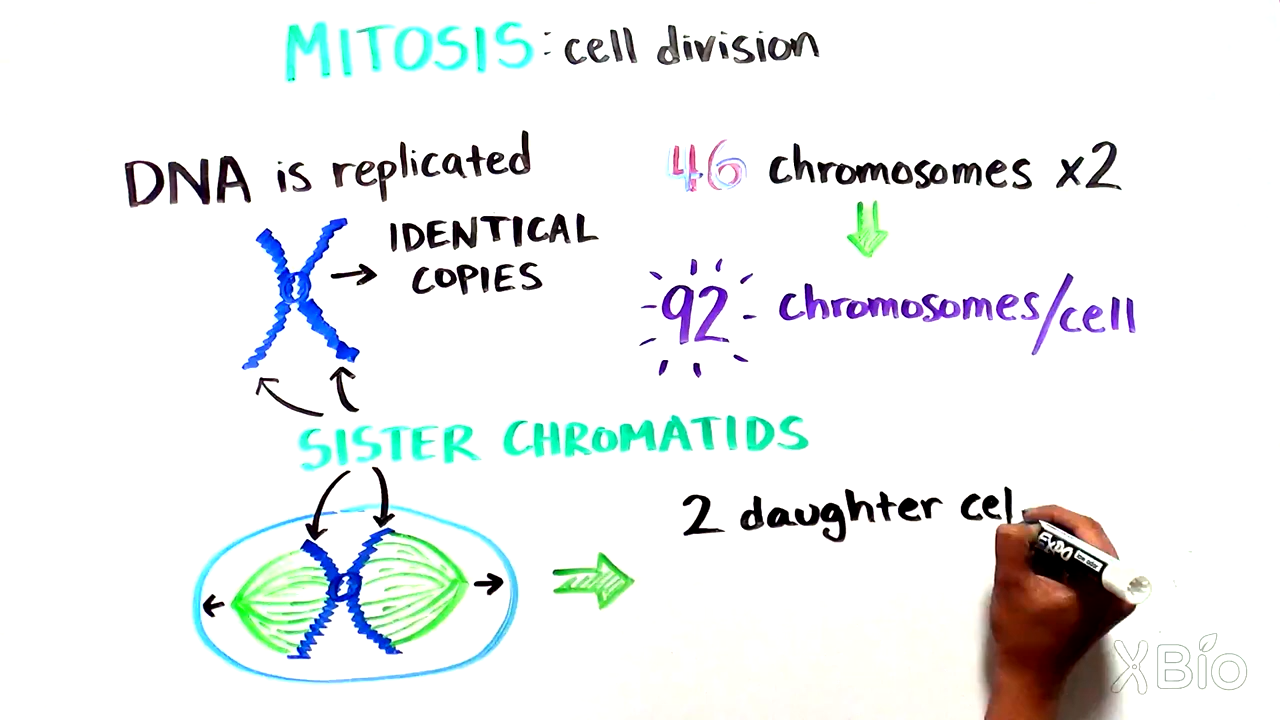 MITOSIS: cell division
DNA is replicated
IDENTICAL
COPIES
46 chromosomes x2
92 chromosomes/cell
SISTER CHROMATIDS
2 daughter cel
EXPO
XBio